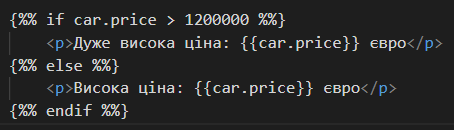 {%% if car.price > 1200000 %%}
<p>Дуже висока ціна: {{car.price}} євро</p>
{%% else %%}
<p>Висока ціна: {{car.price}} євро</p>
{%% endif %%}